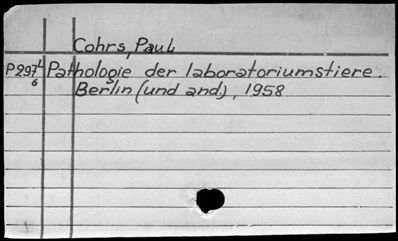 Cohrs, Paul
P297 L Pathologie der laboratoriumstiere.
6 Berlin (und and.), 1958